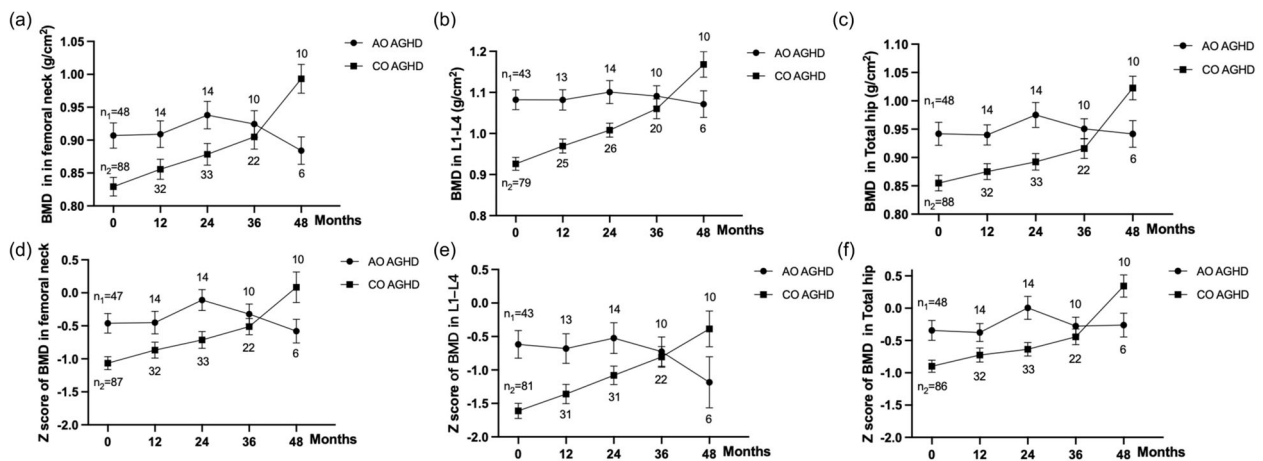 (a)
BMD in in femoral neck (g/cm²)
1.05
1.00
0.95
0.90
0.85
0.80
n₁=48
14
14
10
10
n₂=88
32
33
22
6
0 12 24 36 48 Months
AO AGHD
CO AGHD
(b)
BMD in L1-L4 (g/cm²)
1.2
1.1
1.0
0.9
0.8
n₁=43
13
14
10
10
n₂=79
25
26
20
6
0 12 24 36 48 Months
AO AGHD
CO AGHD
(c)
BMD in Total hip (g/cm²)
1.05
1.00
0.95
0.90
0.85
0.80
n₁=48
14
14
10
10
n₂=88
32
33
22
6
0 12 24 36 48 Months
AO AGHD
CO AGHD
(d)
Z score of BMD in femoral neck
0.5
0.0
-0.5
-1.0
-1.5
-2.0
n₁=47
14
14
10
10
n₂=87
32
33
22
6
0 12 24 36 48 Months
AO AGHD
CO AGHD
(e)
Z score of BMD in L1–L4
0.5
-0.0
-0.5
-1.0
-1.5
-2.0
n₁=43
13
14
10
10
n₂=81
31
31
22
6
0 12 24 36 48 Months
AO AGHD
CO AGHD
(f)
Z score of BMD in Total hip
0.5
0.0
-0.5
-1.0
-1.5
-2.0
n₁=48
14
14
10
10
n₂=86
32
33
22
6
0 12 24 36 48 Months
AO AGHD
CO AGHD